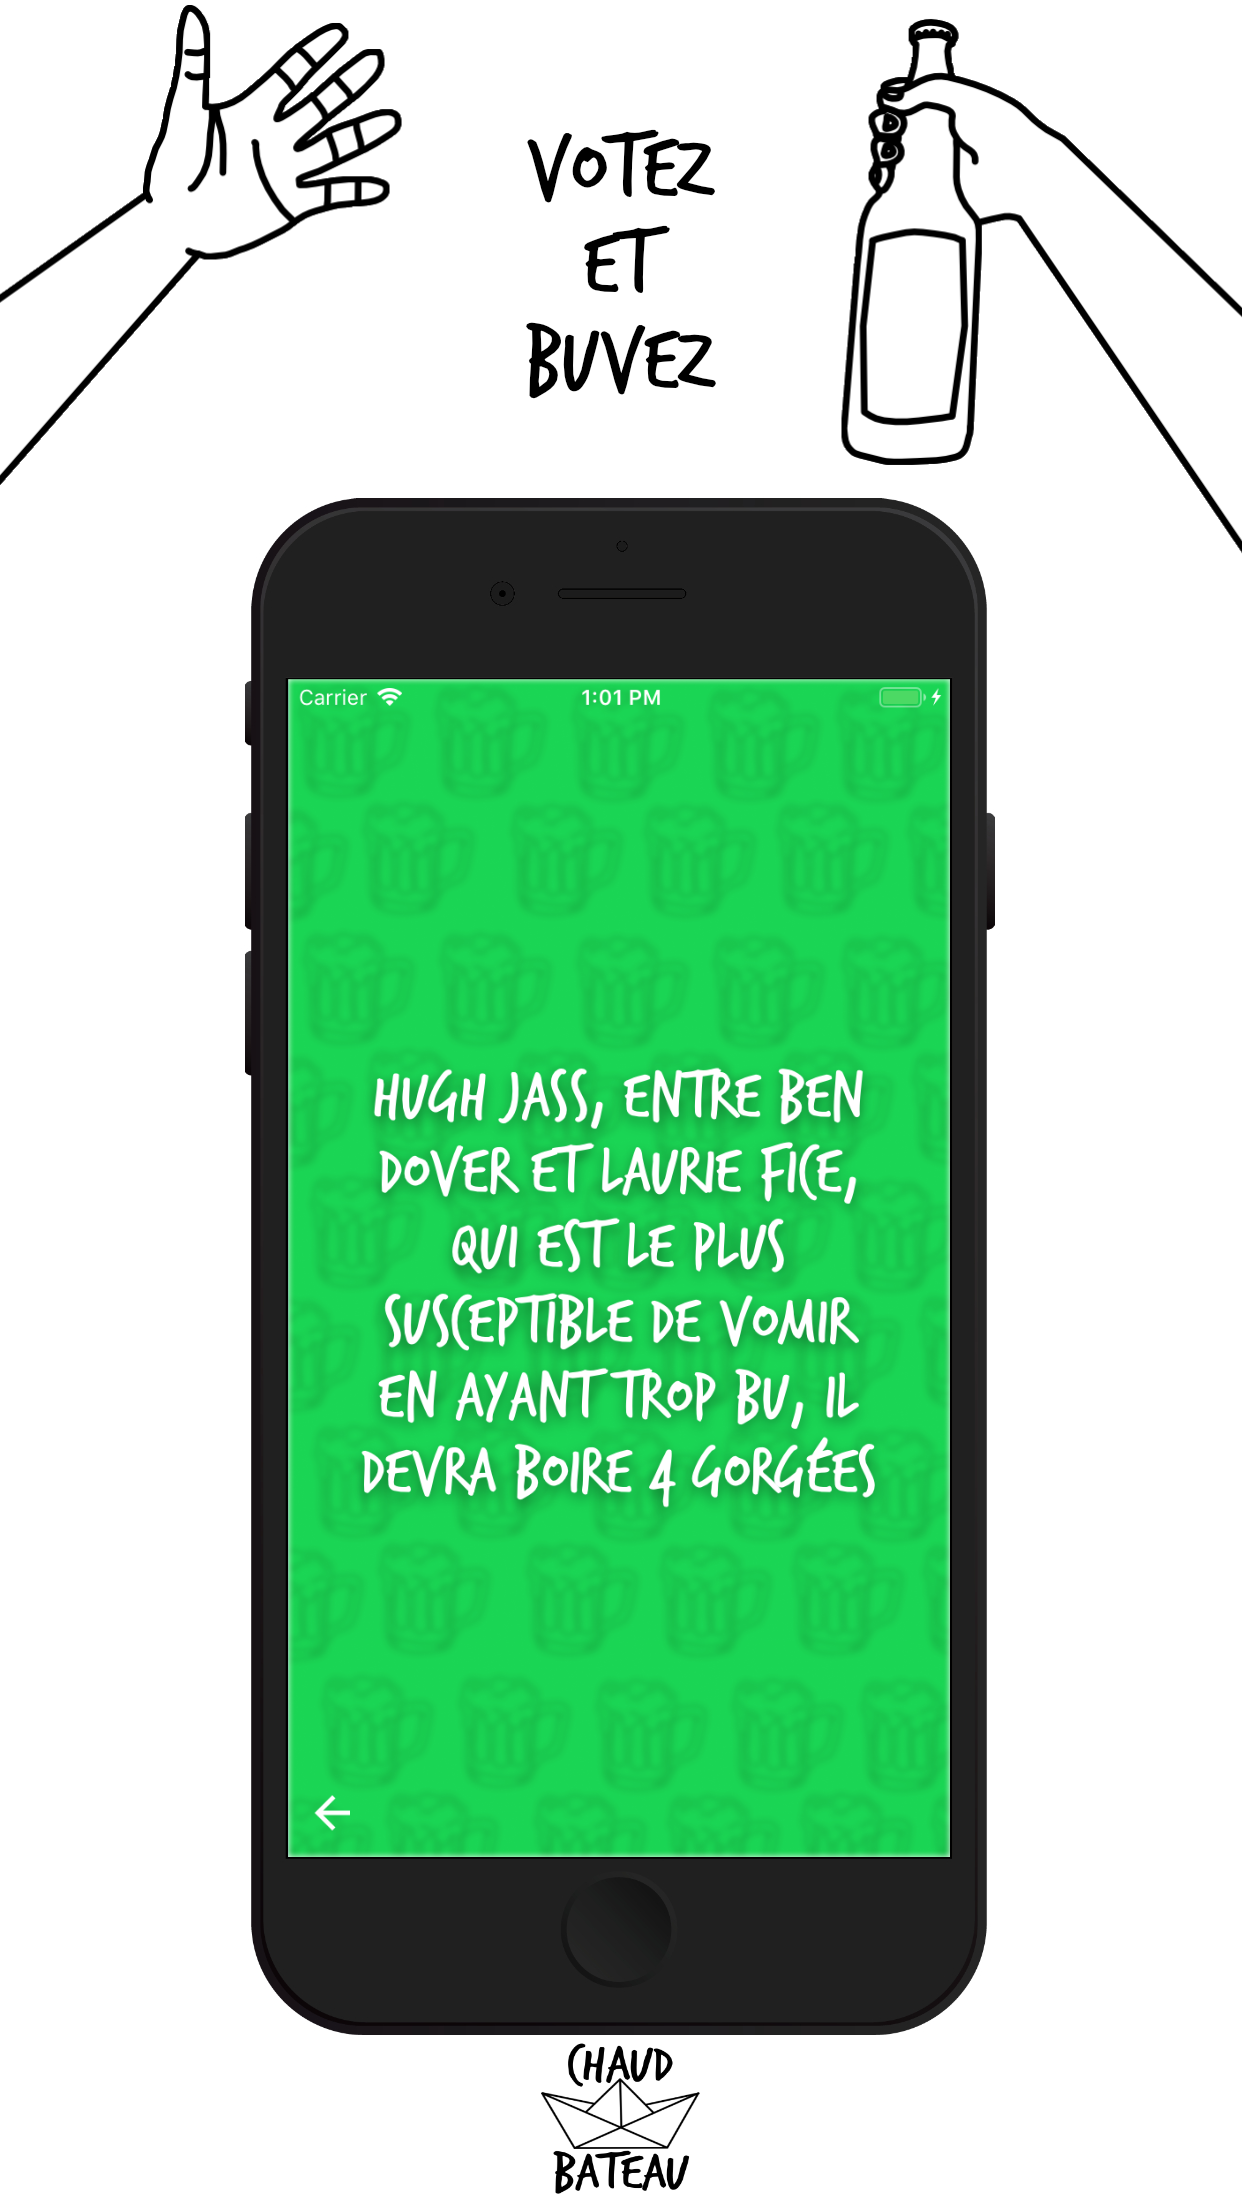 VOTEZ
ET
BUVEZ
Carrier 1:01 PM
HUGH JASS, ENTRE BEN
DOVER ET LAURIE FICE,
QUI EST LE PLUS
SUSCEPTIBLE DE VOMIR
EN AYANT TROP BU, IL
DEVRA BOIRE 4 GORGÉES
CHAUD
BATEAU